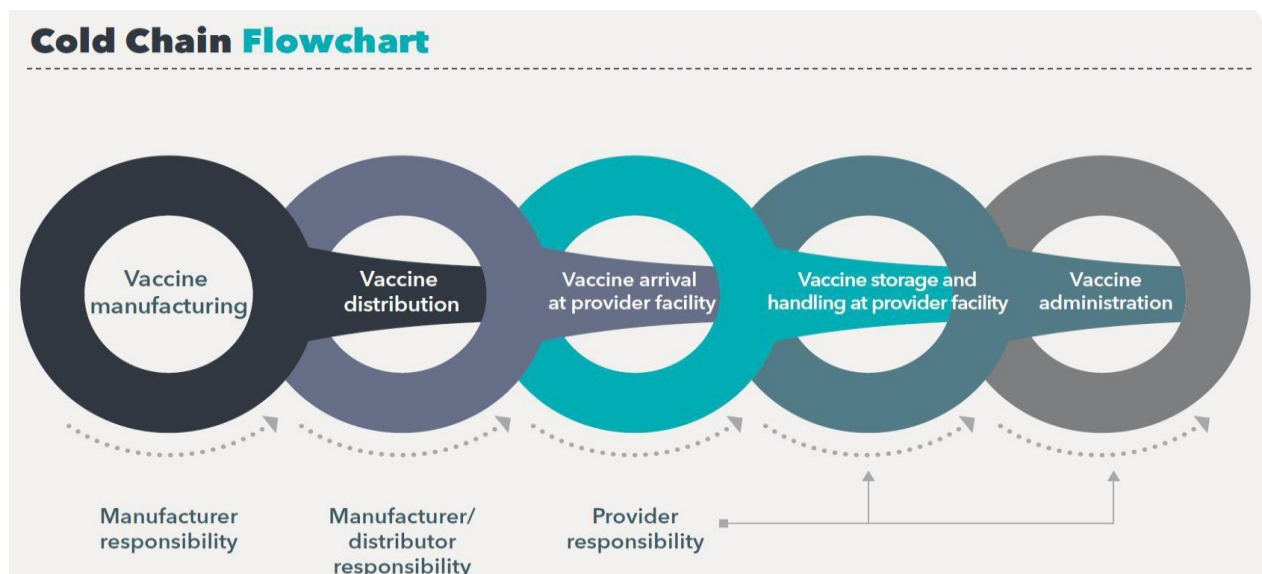 Cold Chain Flowchart
Vaccine
manufacturing
Vaccine
distribution
Vaccine arrival
at provider facility
Vaccine storage and
handling at provider facility
Vaccine
administration
Manufacturer
responsibility
Manufacturer/
distributor
responsibility
Provider
responsibility